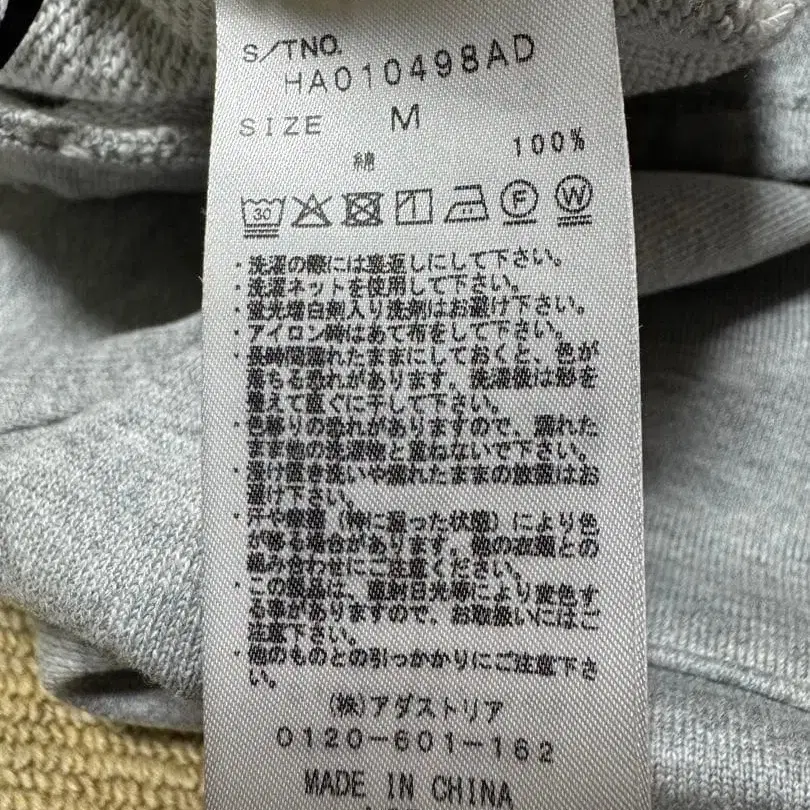 S/TNO.
HA010498AD
SIZE M
綿 100%
30 F W
・洗濯の際には裏返しにして下さい。
・洗濯ネットを使用して下さい。
・蛍光増白剤入り洗剤はお避け下さい。
・アイロン時はあて布をして下さい。
・長時間濡れたままにしておくと、色が
落ちる恐れがあります。洗濯後は形を
整えて直ぐに干して下さい。
・色移りの恐れがありますので、濡れた
まま他の洗濯物と重ねないで下さい。
・浸け置き洗いや濡れたままの放置はお
避け下さい。
・汗や摩擦（特に湿った状態）により色
が移る場合があります。他の衣類との
組み合わせにご注意ください。
・この製品は、直射日光等により変色す
る事がありますので、お取扱いにはご
注意下さい。
・他のものとの引っかかりにご注意下さ
い。
(株)アダストリア
0120-601-162
MADE IN CHINA